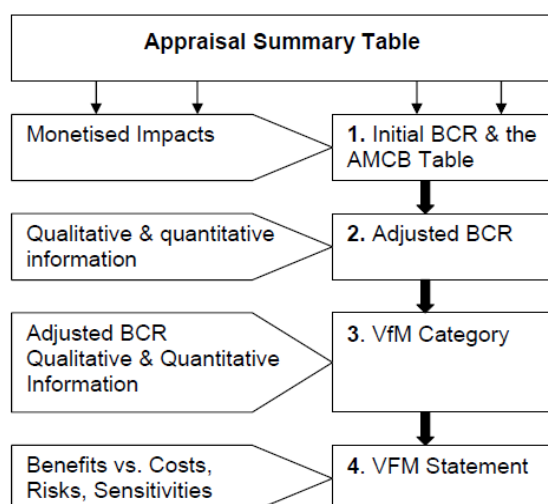 Appraisal Summary Table
Monetised Impacts
1. Initial BCR & the
AMCB Table
Qualitative & quantitative
information
2. Adjusted BCR
Adjusted BCR
Qualitative & Quantitative
Information
3. VfM Category
Benefits vs. Costs,
Risks, Sensitivities
4. VFM Statement